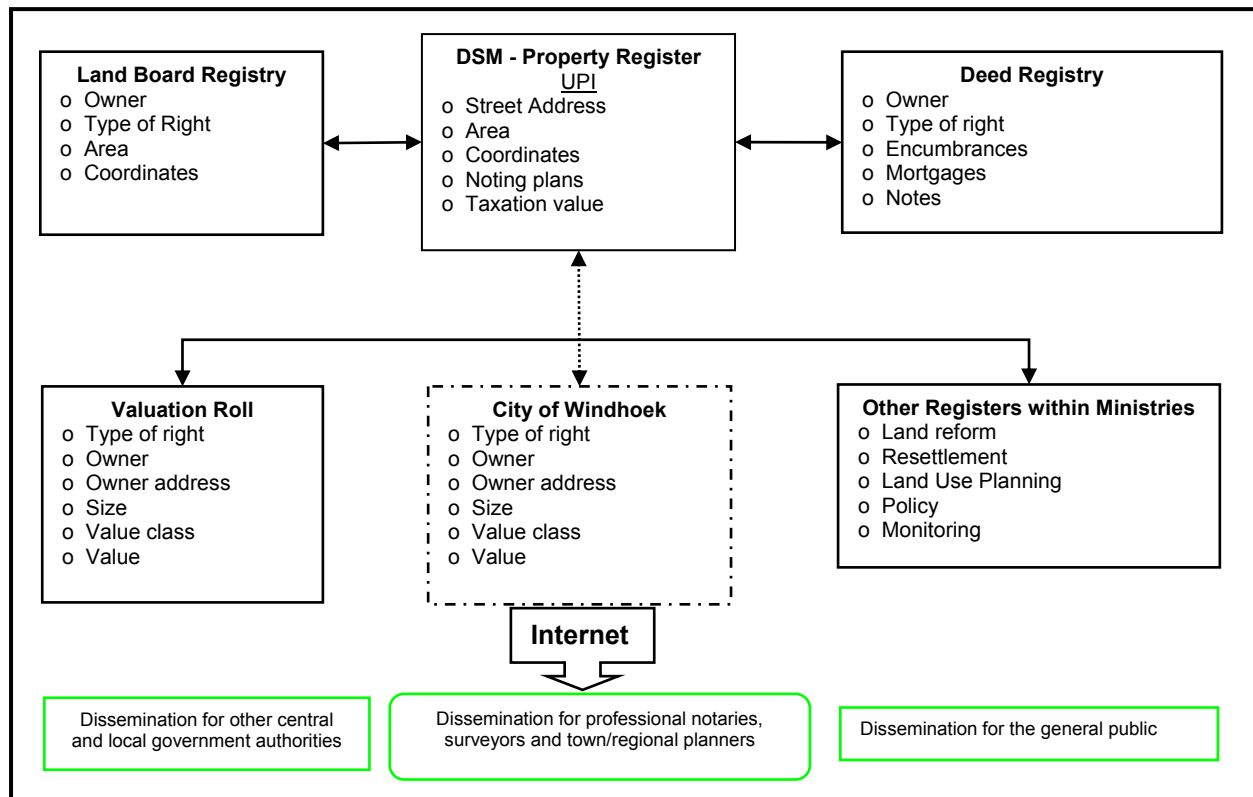 Land Board Registry
o Owner
o Type of Right
o Area
o Coordinates
DSM - Property Register
UPI
o Street Address
o Area
o Coordinates
o Noting plans
o Taxation value
Deed Registry
o Owner
o Type of right
o Encumbrances
o Mortgages
o Notes
Valuation Roll
o Type of right
o Owner
o Owner address
o Size
o Value class
o Value
City of Windhoek
o Type of right
o Owner
o Owner address
o Size
o Value class
o Value
Other Registers within Ministries
o Land reform
o Resettlement
o Land Use Planning
o Policy
o Monitoring
Internet
Dissemination for other central
and local government authorities
Dissemination for professional notaries,
surveyors and town/regional planners
Dissemination for the general public